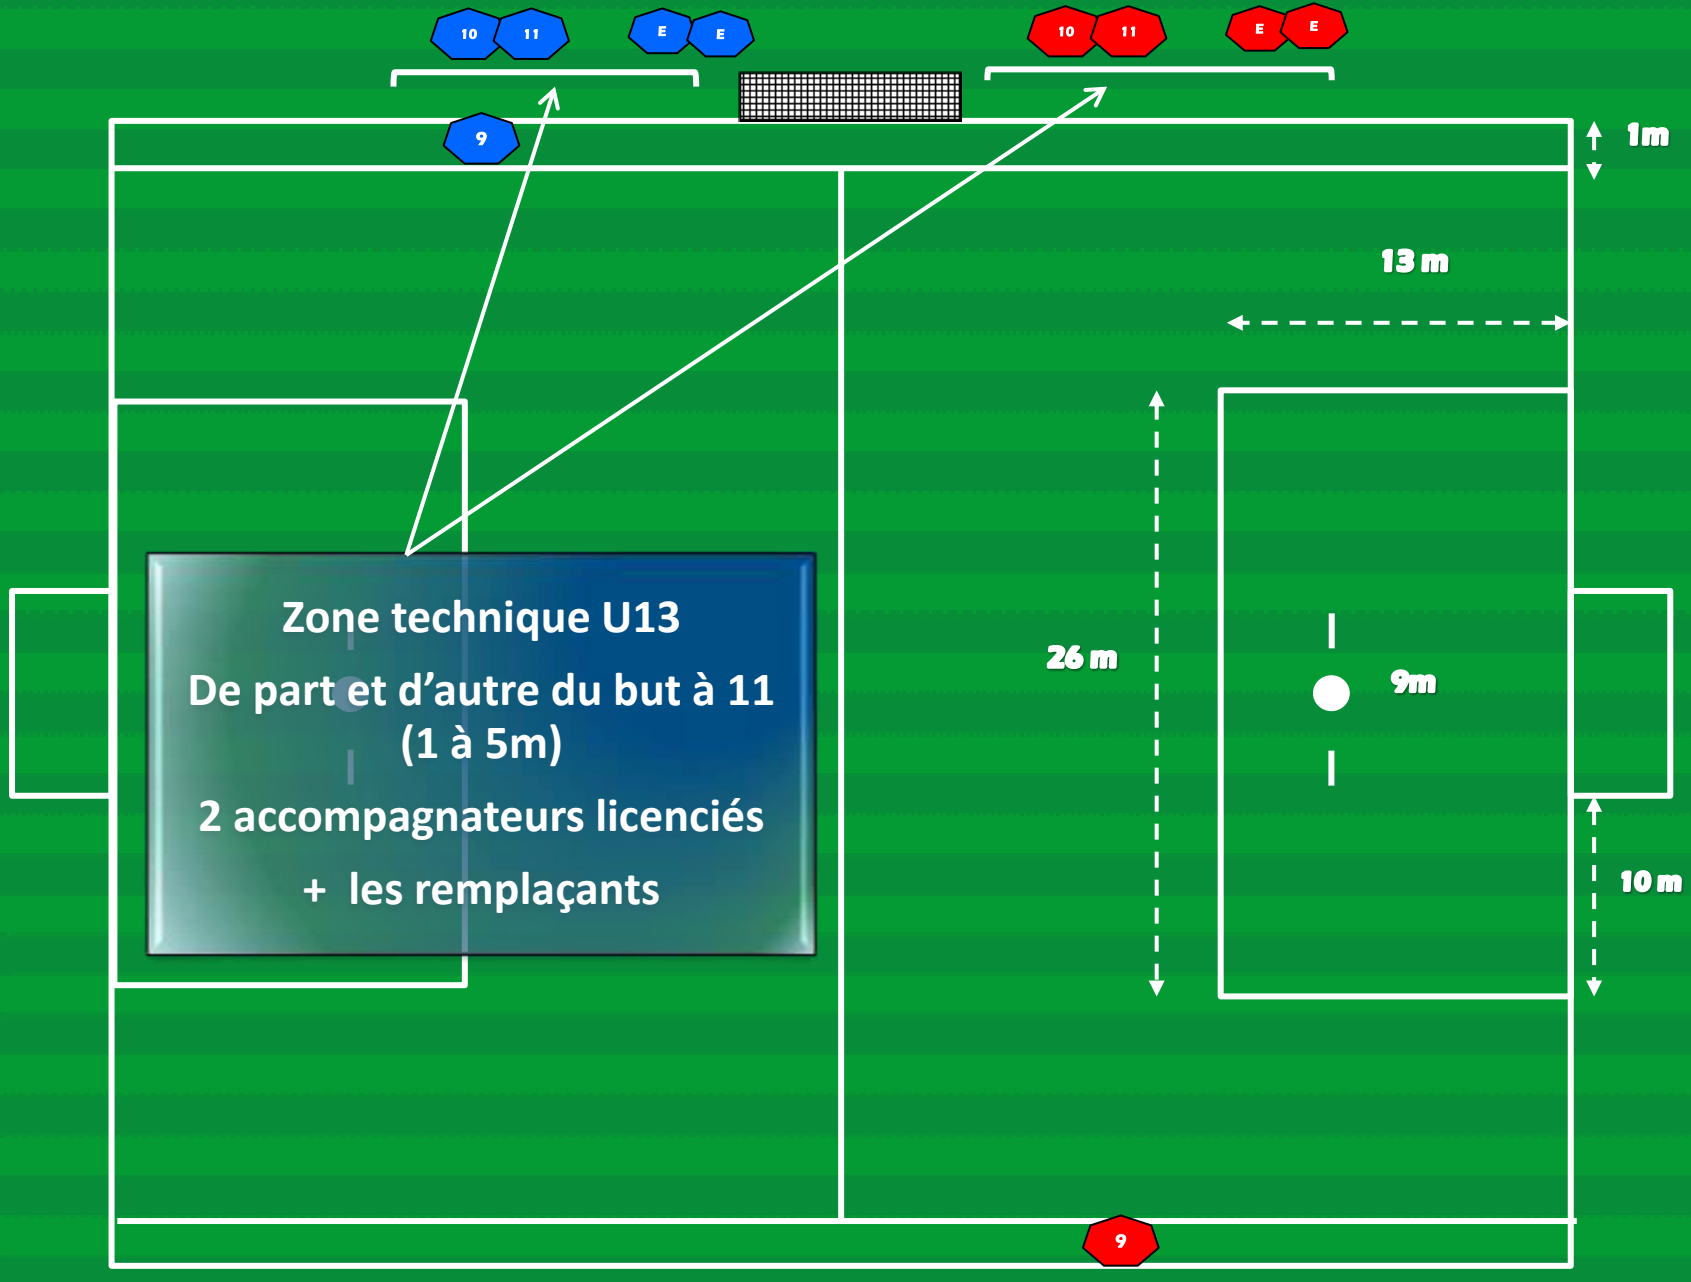 10 11 E E
10 11 E E
9
1m
13 m
Zone technique U13
De part et d’autre du but à 11
(1 à 5m)
2 accompagnateurs licenciés
+ les remplaçants
26 m
9m
10 m
9